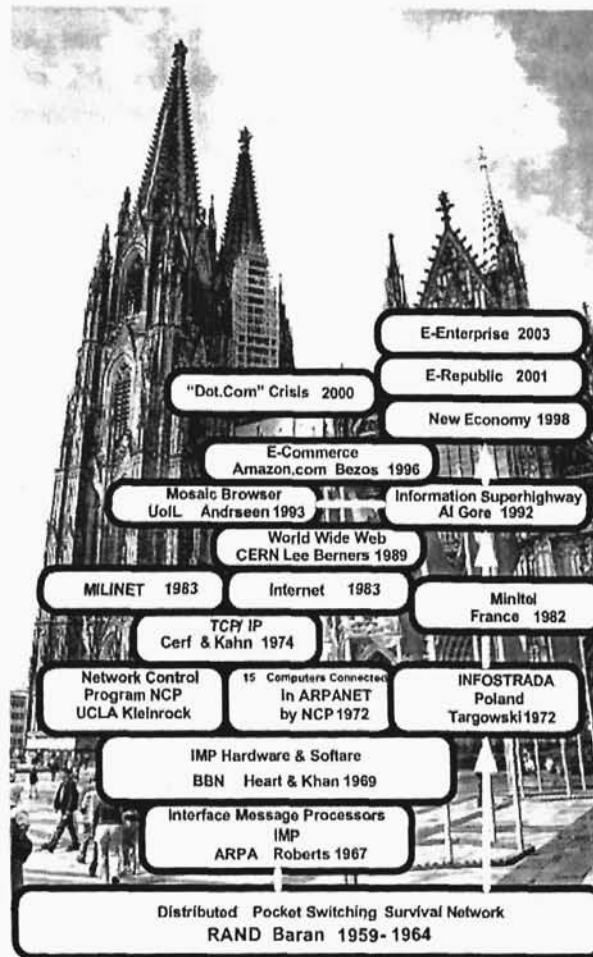 E-Enterprise 2003
E-Republic 2001
"Dot.Com" Crisis 2000
New Economy 1998
E-Commerce
Amazon.com Bezos 1996
Mosaic Browser
UoIL Andrseen 1993
Information Superhighway
Al Gore 1992
World Wide Web
CERN Lee Berners 1989
MILINET 1983
Internet 1983
Minitel
France 1982
TCP/ IP
Cerf & Kahn 1974
Network Control
Program NCP
UCLA Kleinrock
15 Computers Connected
In ARPANET
by NCP 1972
INFOSTRADA
Poland
Targowski 1972
IMP Hardware & Softare
BBN Heart & Khan 1969
Interface Message Processors
IMP
ARPA Roberts 1967
Distributed Pocket Switching Survival Network
RAND Baran 1959-1964